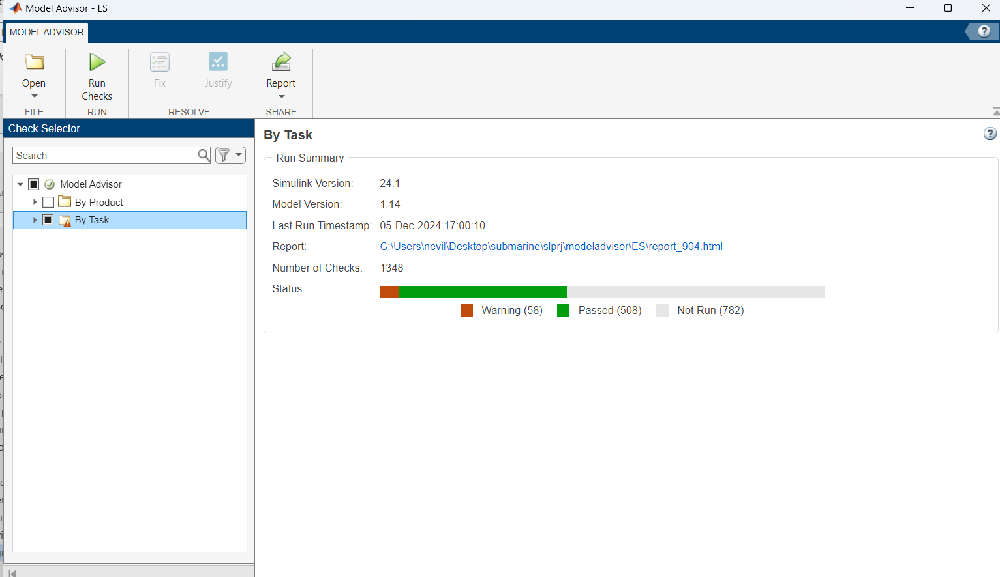 Model Advisor - ES
MODEL ADVISOR
Open
Run Checks
Fix
Justify
Report
FILE
RUN
RESOLVE
SHARE
Check Selector
Search
Model Advisor
By Product
By Task
By Task
Run Summary
Simulink Version: 24.1
Model Version: 1.14
Last Run Timestamp: 05-Dec-2024 17:00:10
Report: C:\Users\nevil\Desktop\submarine\slprj\modeladvisor\ES\report_904.html
Number of Checks: 1348
Status:
Warning (58) Passed (508) Not Run (782)